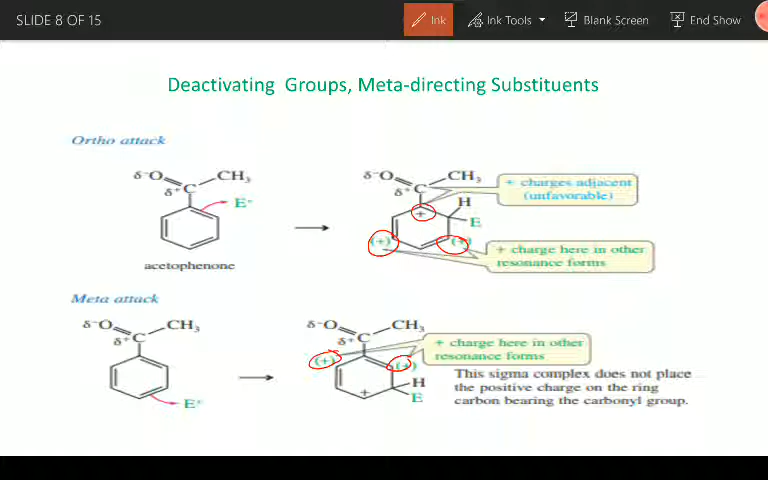 SLIDE 8 OF 15
Ink
Ink Tools
Blank Screen
End Show
Deactivating Groups, Meta-directing Substituents
Ortho attack
δ⁻O
CH₃
δ⁺C
E⁺
acetophenone
δ⁻O
CH₃
δ⁺C
H
E
+
(+)
(+)
+ charges adjacent
(unfavorable)
+ charge here in other
resonance forms
Meta attack
δ⁻O
CH₃
δ⁺C
E⁺
δ⁻O
CH₃
δ⁺C
(+)
(+)
H
E
+
+ charge here in other
resonance forms
This sigma complex does not place
the positive charge on the ring
carbon bearing the carbonyl group.